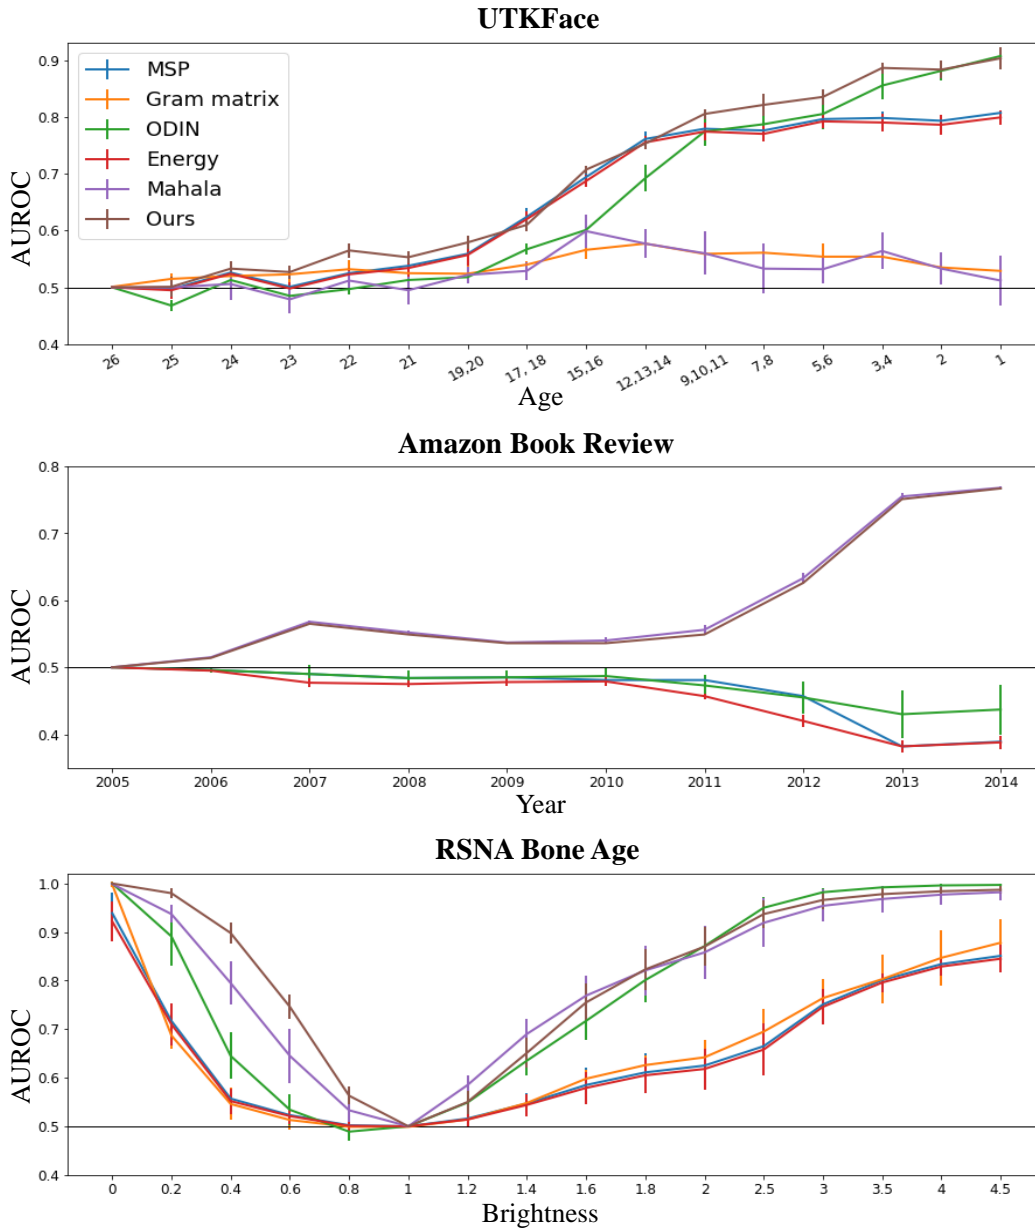 UTKFace
0.9
0.8
0.7
0.6
0.5
0.4
AUROC
MSP
Gram matrix
ODIN
Energy
Mahala
Ours
26 25 24 23 22 21 19,20 17, 18 15,16 12,13,14 9,10,11 7,8 5,6 3,4 2 1
Age
Amazon Book Review
0.8
0.7
0.6
0.5
0.4
AUROC
2005 2006 2007 2008 2009 2010 2011 2012 2013 2014
Year
RSNA Bone Age
1.0
0.9
0.8
0.7
0.6
0.5
0.4
AUROC
0 0.2 0.4 0.6 0.8 1 1.2 1.4 1.6 1.8 2 2.5 3 3.5 4 4.5
Brightness